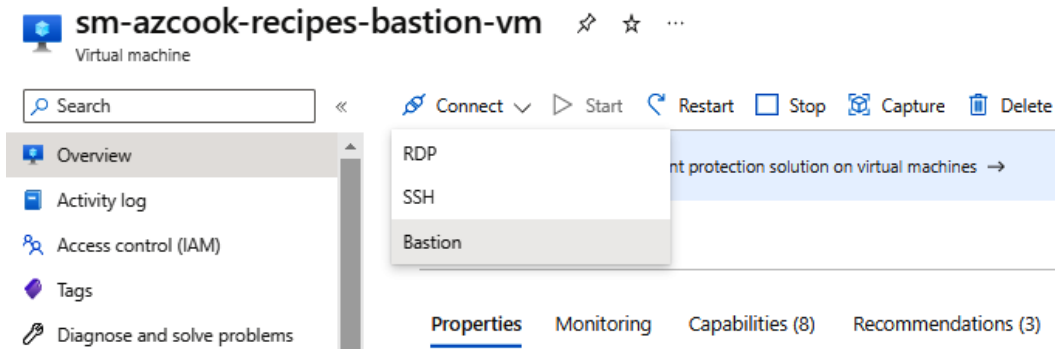 sm-azcook-recipes-bastion-vm
Virtual machine
Search
Connect Start Restart Stop Capture Delete
Overview
RDP
nt protection solution on virtual machines →
Activity log
SSH
Access control (IAM)
Bastion
Tags
Properties Monitoring Capabilities (8) Recommendations (3)
Diagnose and solve problems